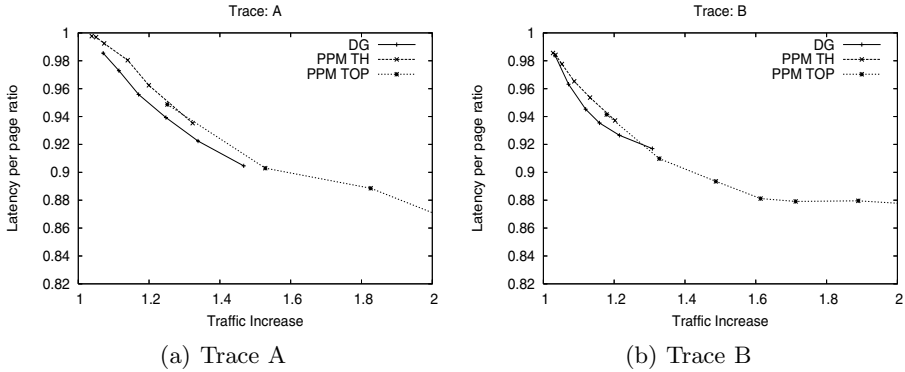 Trace: A
Latency per page ratio
1
0.98
0.96
0.94
0.92
0.9
0.88
0.86
0.84
0.82
DG
PPM TH
PPM TOP
1 1.2 1.4 1.6 1.8 2
Traffic Increase
(a) Trace A
Trace: B
Latency per page ratio
1
0.98
0.96
0.94
0.92
0.9
0.88
0.86
0.84
0.82
DG
PPM TH
PPM TOP
1 1.2 1.4 1.6 1.8 2
Traffic Increase
(b) Trace B